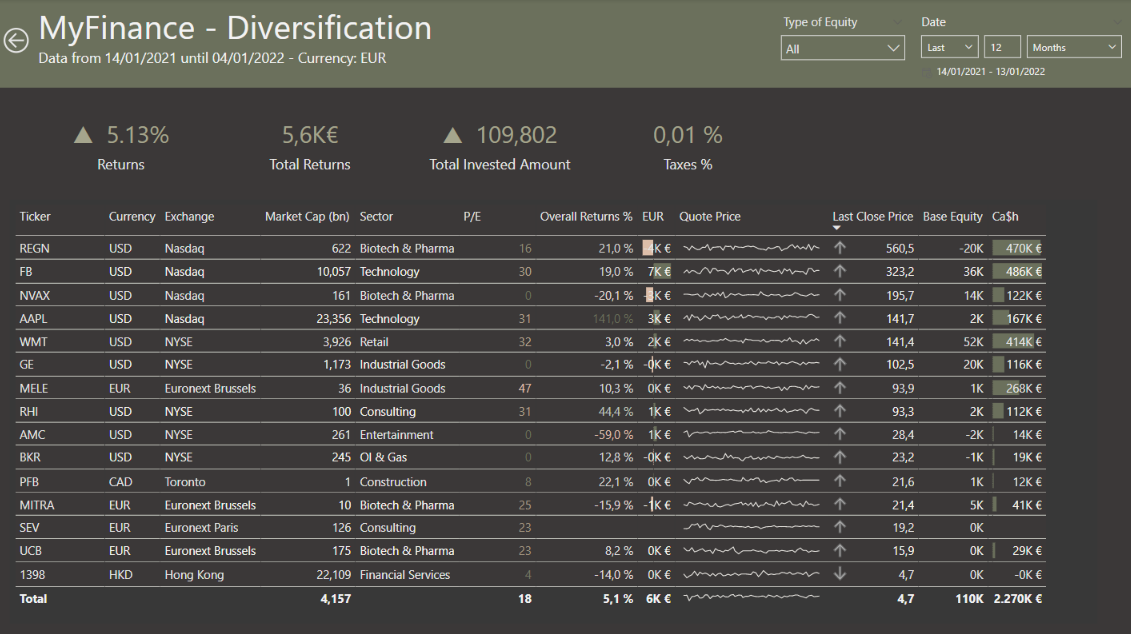 MyFinance - Diversification
Data from 14/01/2021 until 04/01/2022 - Currency: EUR
Type of Equity
All
Date
Last 12 Months
14/01/2021 - 13/01/2022
5.13% 5,6K€ 109,802 0,01 %
Returns Total Returns Total Invested Amount Taxes %
Ticker Currency Exchange Market Cap (bn) Sector P/E Overall Returns % EUR Quote Price Last Close Price Base Equity Ca$h
REGN USD Nasdaq 622 Biotech & Pharma 16 21,0 % -4K € 560,5 -20K 470K €
FB USD Nasdaq 10,057 Technology 30 19,0 % 7K € 323,2 36K 486K €
NVAX USD Nasdaq 161 Biotech & Pharma 0 -20,1 % -3K € 195,7 14K 122K €
AAPL USD Nasdaq 23,356 Technology 31 141,0 % 3K € 141,7 2K 167K €
WMT USD NYSE 3,926 Retail 32 3,0 % 2K € 141,4 52K 414K €
GE USD NYSE 1,173 Industrial Goods 0 -2,1 % -0K € 102,5 20K 116K €
MELE EUR Euronext Brussels 36 Industrial Goods 47 10,3 % 0K € 93,9 1K 268K €
RHI USD NYSE 100 Consulting 31 44,4 % 1K € 93,3 2K 112K €
AMC USD NYSE 261 Entertainment 0 -59,0 % 1K € 28,4 -2K 14K €
BKR USD NYSE 245 OI & Gas 0 12,8 % -0K € 23,2 -1K 19K €
PFB CAD Toronto 1 Construction 8 22,1 % 0K € 21,6 1K 12K €
MITRA EUR Euronext Brussels 10 Biotech & Pharma 25 -15,9 % -1K € 21,4 5K 41K €
SEV EUR Euronext Paris 126 Consulting 23 19,2 0K
UCB EUR Euronext Brussels 175 Biotech & Pharma 23 8,2 % 0K € 15,9 0K 29K €
1398 HKD Hong Kong 22,109 Financial Services 4 -14,0 % 0K € 4,7 0K -0K €
Total 4,157 18 5,1 % 6K € 4,7 110K 2.270K €